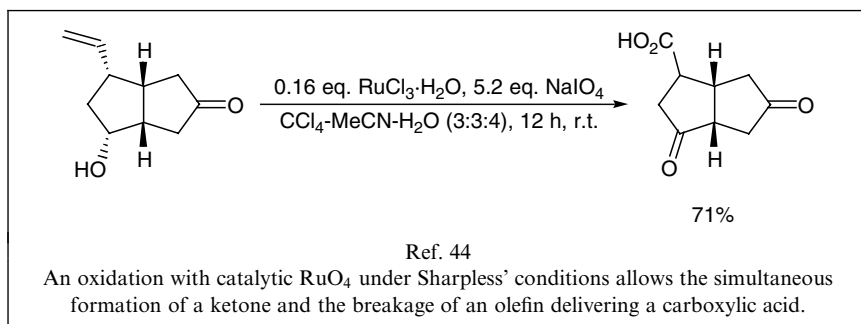 H
H
O
HO
0.16 eq. RuCl₃·H₂O, 5.2 eq. NaIO₄
CCl₄-MeCN-H₂O (3:3:4), 12 h, r.t.
HO₂C
H
H
O
O
71%
Ref. 44
An oxidation with catalytic RuO₄ under Sharpless’ conditions allows the simultaneous
formation of a ketone and the breakage of an olefin delivering a carboxylic acid.